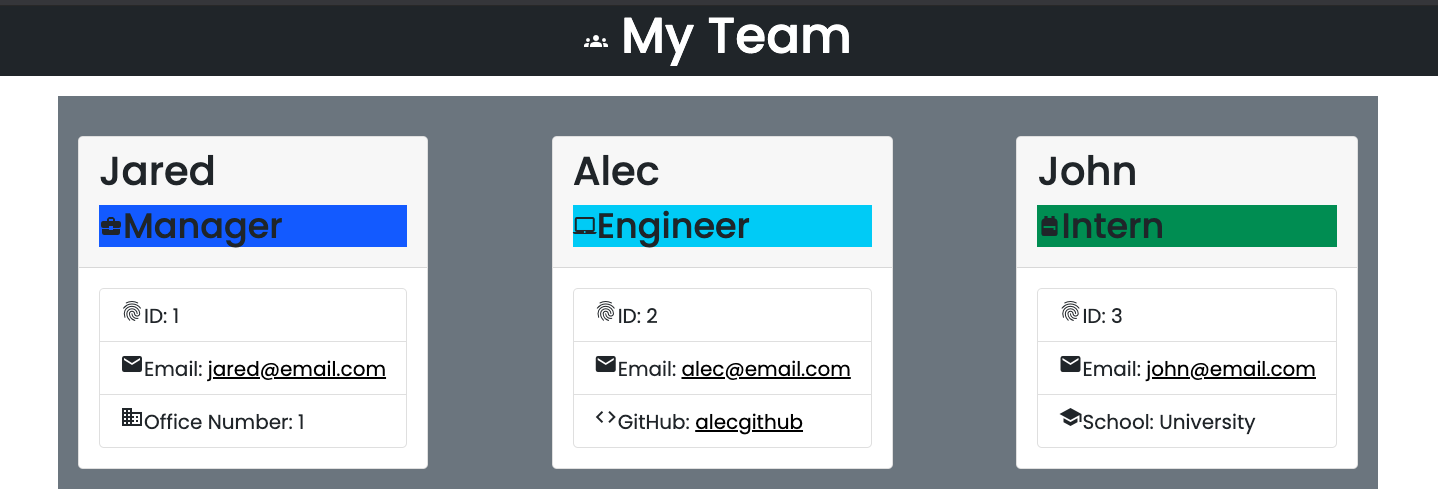 My Team
Jared
Manager
ID: 1
Email: jared@email.com
Office Number: 1
Alec
Engineer
ID: 2
Email: alec@email.com
GitHub: alecgithub
John
Intern
ID: 3
Email: john@email.com
School: University